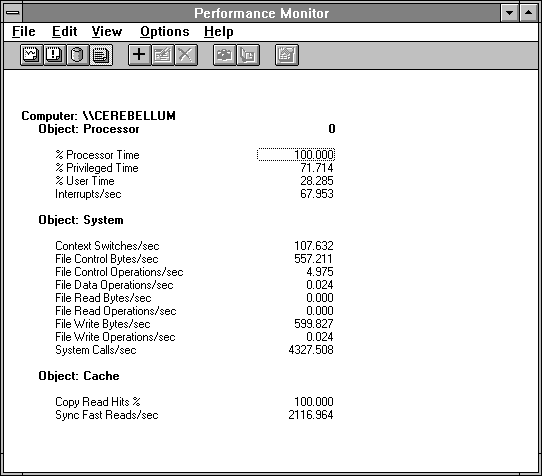 Performance Monitor
File Edit View Options Help
Computer: \\CEREBELLUM
Object: Processor 0
% Processor Time 100.000
% Privileged Time 71.714
% User Time 28.285
Interrupts/sec 67.953
Object: System
Context Switches/sec 107.632
File Control Bytes/sec 557.211
File Control Operations/sec 4.975
File Data Operations/sec 0.024
File Read Bytes/sec 0.000
File Read Operations/sec 0.000
File Write Bytes/sec 599.827
File Write Operations/sec 0.024
System Calls/sec 4327.508
Object: Cache
Copy Read Hits % 100.000
Sync Fast Reads/sec 2116.964